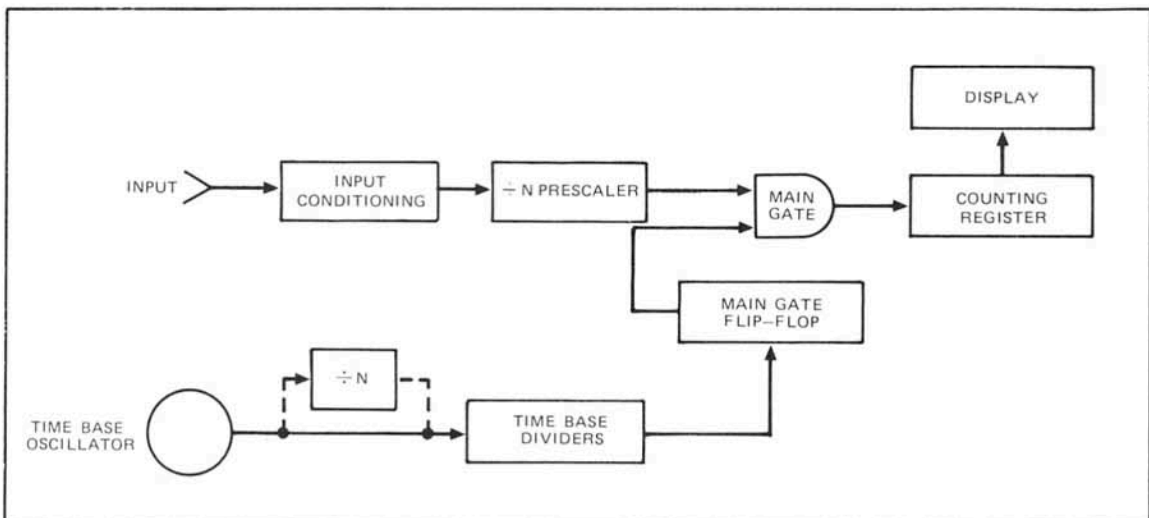 DISPLAY
INPUT
INPUT
CONDITIONING
÷N PRESCALER
MAIN
GATE
COUNTING
REGISTER
MAIN GATE
FLIP–FLOP
÷N
TIME BASE
OSCILLATOR
TIME BASE
DIVIDERS